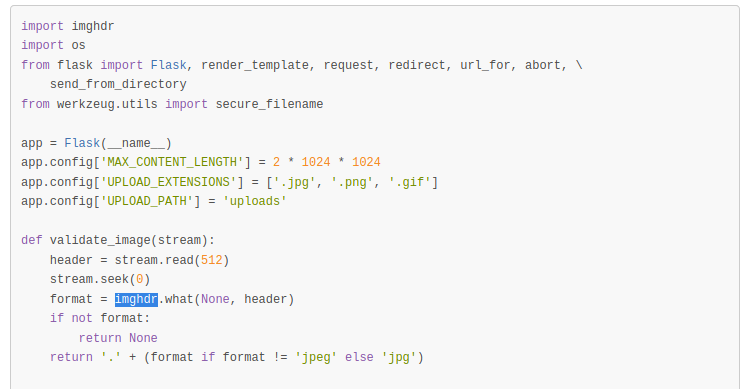 import imghdr
import os
from flask import Flask, render_template, request, redirect, url_for, abort, \
    send_from_directory
from werkzeug.utils import secure_filename

app = Flask(__name__)
app.config['MAX_CONTENT_LENGTH'] = 2 * 1024 * 1024
app.config['UPLOAD_EXTENSIONS'] = ['.jpg', '.png', '.gif']
app.config['UPLOAD_PATH'] = 'uploads'

def validate_image(stream):
    header = stream.read(512)
    stream.seek(0)
    format = imghdr.what(None, header)
    if not format:
        return None
    return '.' + (format if format != 'jpeg' else 'jpg')